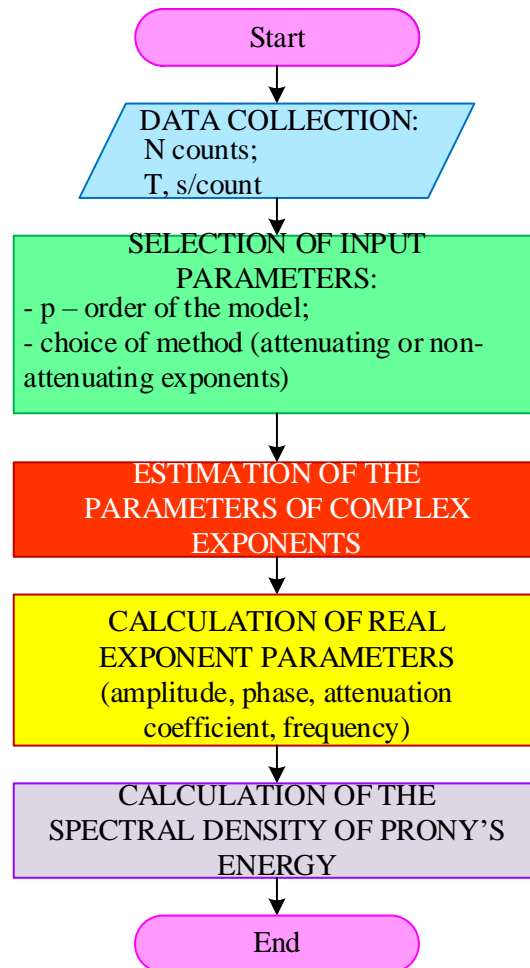 Start
DATA COLLECTION:
N counts;
T, s/count
SELECTION OF INPUT
PARAMETERS:
- p – order of the model;
- choice of method (attenuating or non-
attenuating exponents)
ESTIMATION OF THE
PARAMETERS OF COMPLEX
EXPONENTS
CALCULATION OF REAL
EXPONENT PARAMETERS
(amplitude, phase, attenuation
coefficient, frequency)
CALCULATION OF THE
SPECTRAL DENSITY OF PRONY’S
ENERGY
End